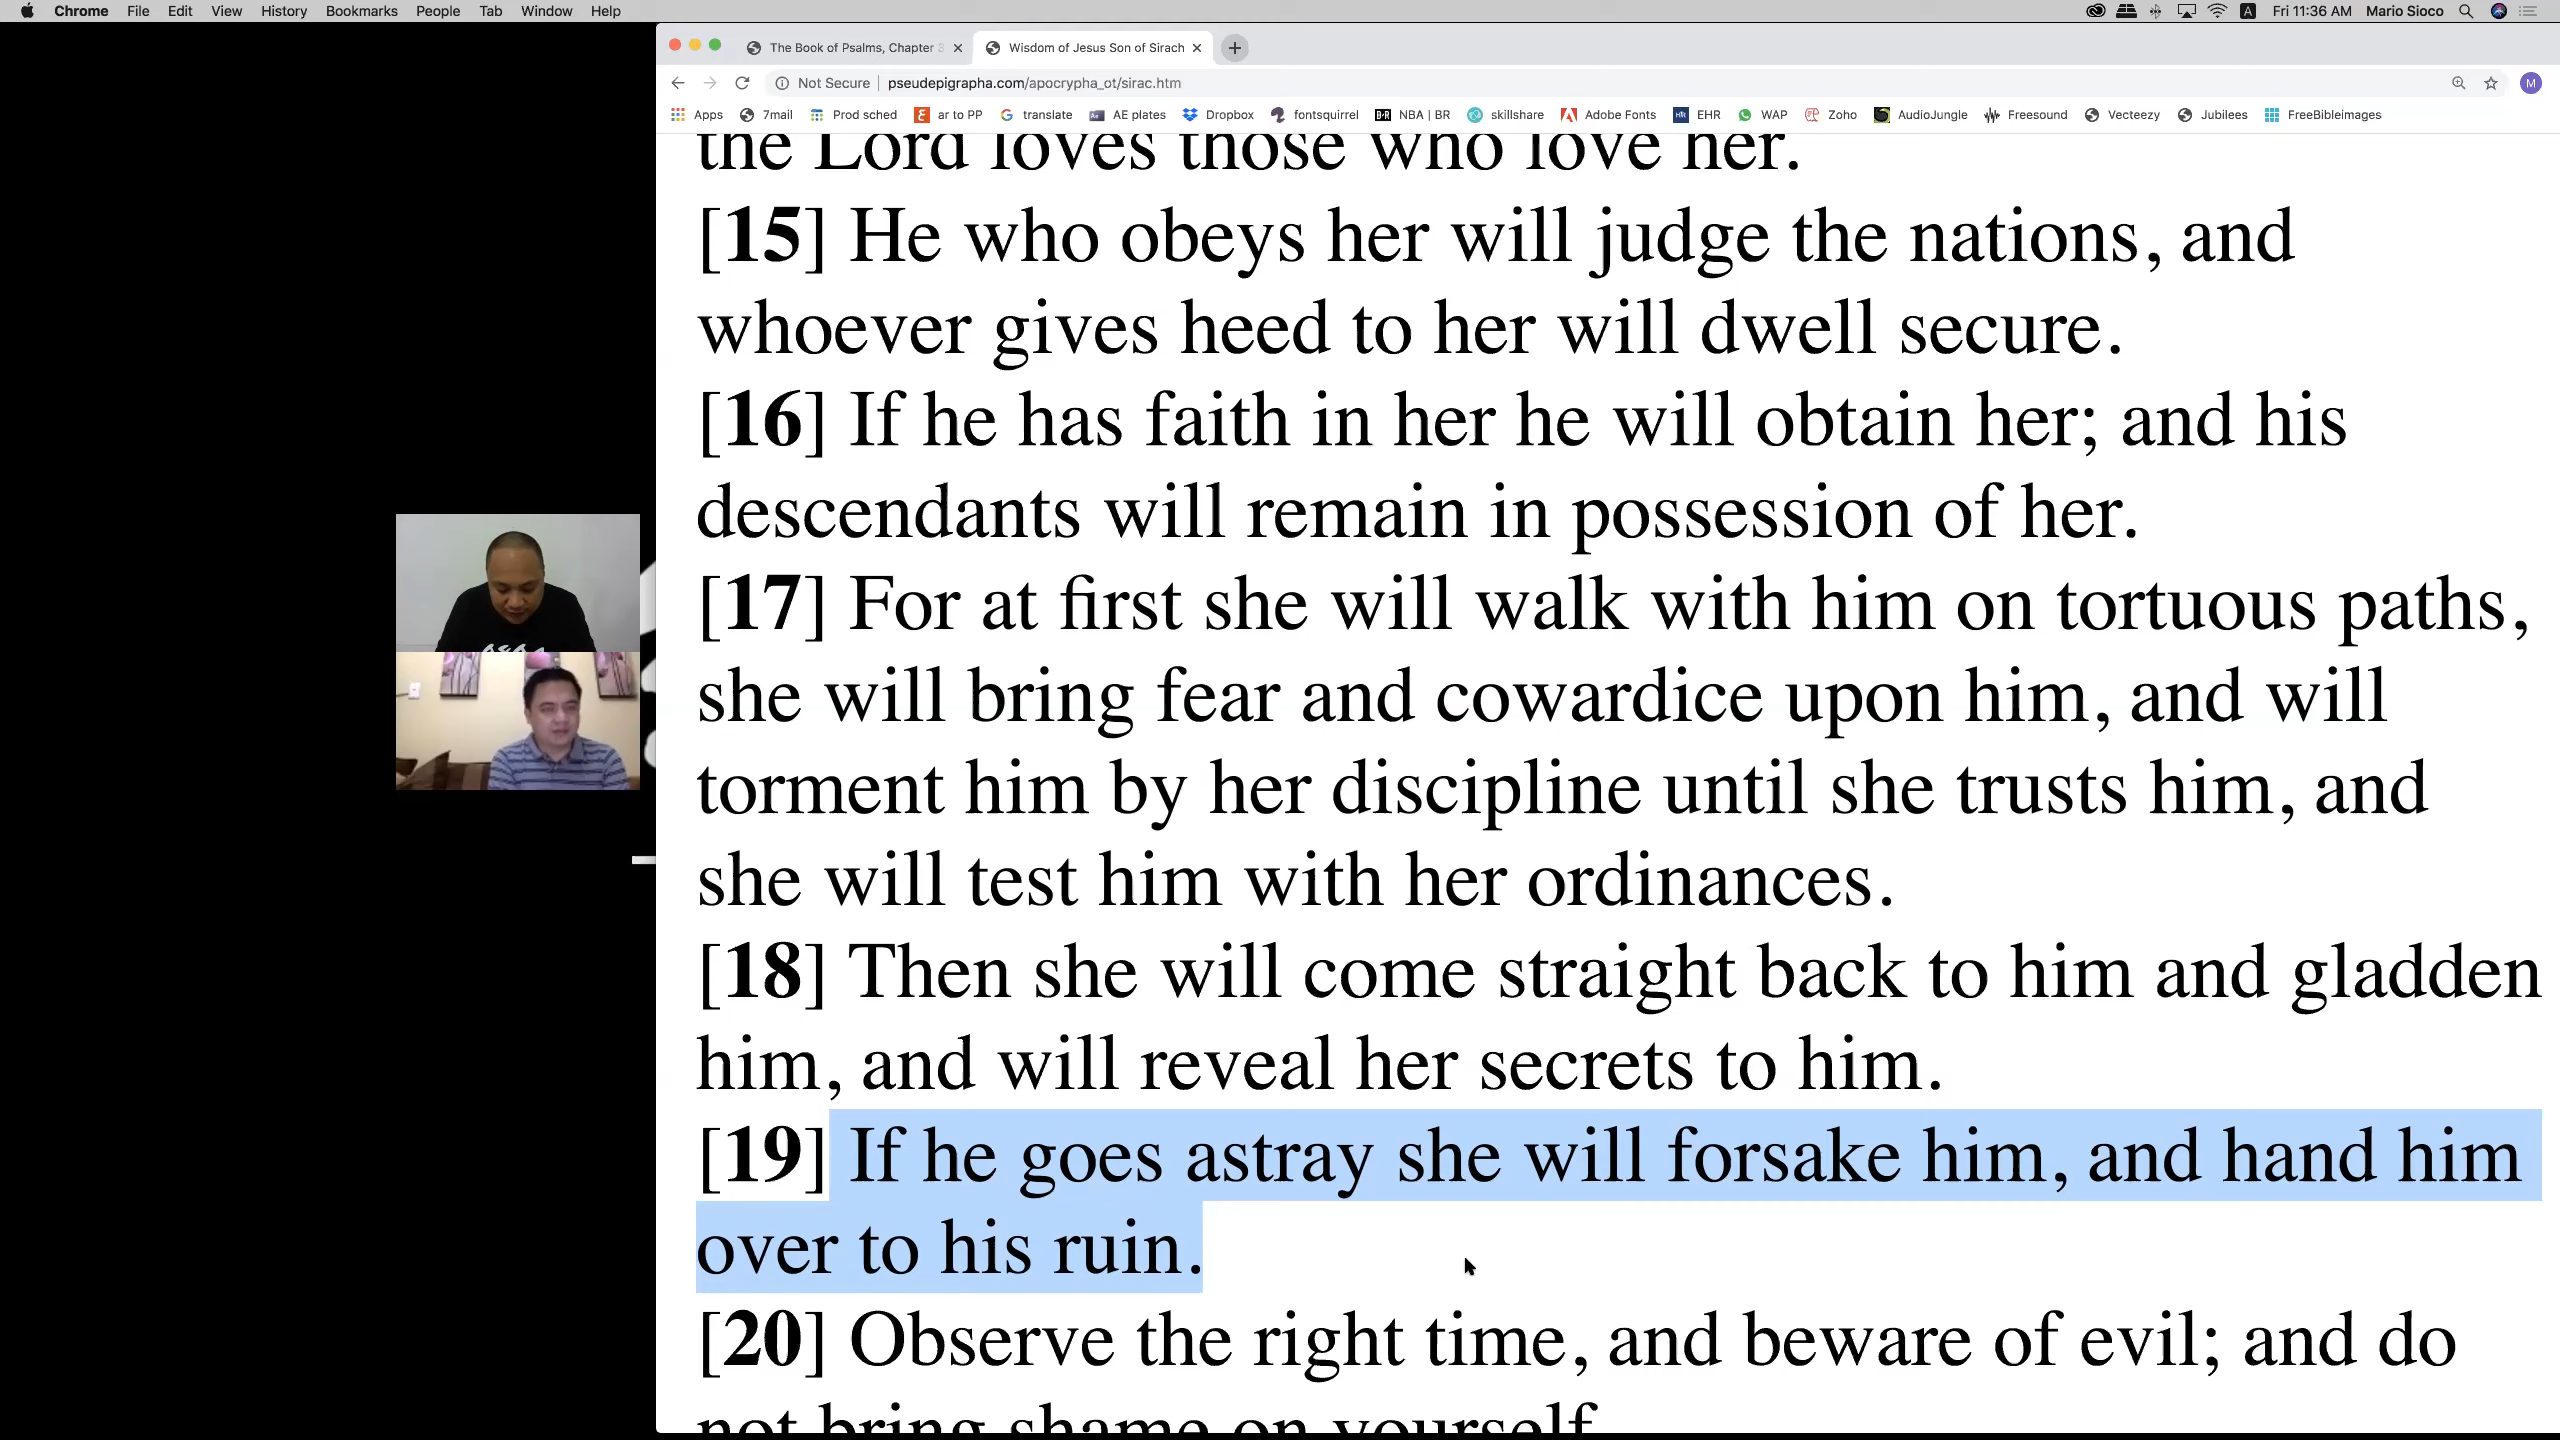 Chrome File Edit View History Bookmarks People Tab Window Help
A Fri 11:36 AM Mario Sioco
The Book of Psalms, Chapter 3
Wisdom of Jesus Son of Sirach
Not Secure | pseudepigrapha.com/apocrypha_ot/sirac.htm
M
Apps 7mail Prod sched ar to PP translate AE plates Dropbox fontsquirrel NBA | BR skillshare Adobe Fonts EHR WAP Zoho AudioJungle Freesound Vecteezy Jubilees FreeBibleimages
the Lord loves those who love her.
[15] He who obeys her will judge the nations, and
whoever gives heed to her will dwell secure.
[16] If he has faith in her he will obtain her; and his
descendants will remain in possession of her.
[17] For at first she will walk with him on tortuous paths,
she will bring fear and cowardice upon him, and will
torment him by her discipline until she trusts him, and
she will test him with her ordinances.
[18] Then she will come straight back to him and gladden
him, and will reveal her secrets to him.
[19] If he goes astray she will forsake him, and hand him
over to his ruin.
[20] Observe the right time, and beware of evil; and do
not bring shame on yourself